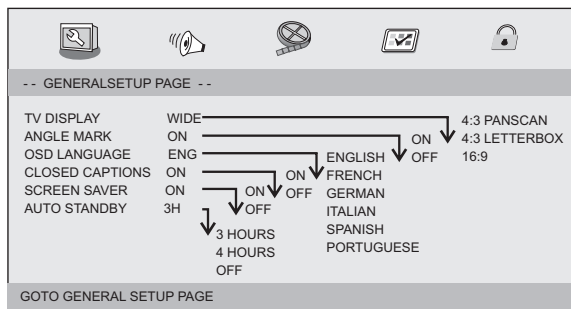 - - GENERALSETUP PAGE - -
TV DISPLAY WIDE
ANGLE MARK ON
OSD LANGUAGE ENG
CLOSED CAPTIONS ON
SCREEN SAVER ON
AUTO STANDBY 3H
4:3 PANSCAN
4:3 LETTERBOX
16:9
ON
OFF
ENGLISH
FRENCH
GERMAN
ITALIAN
SPANISH
PORTUGUESE
ON
OFF
ON
OFF
3 HOURS
4 HOURS
OFF
GOTO GENERAL SETUP PAGE